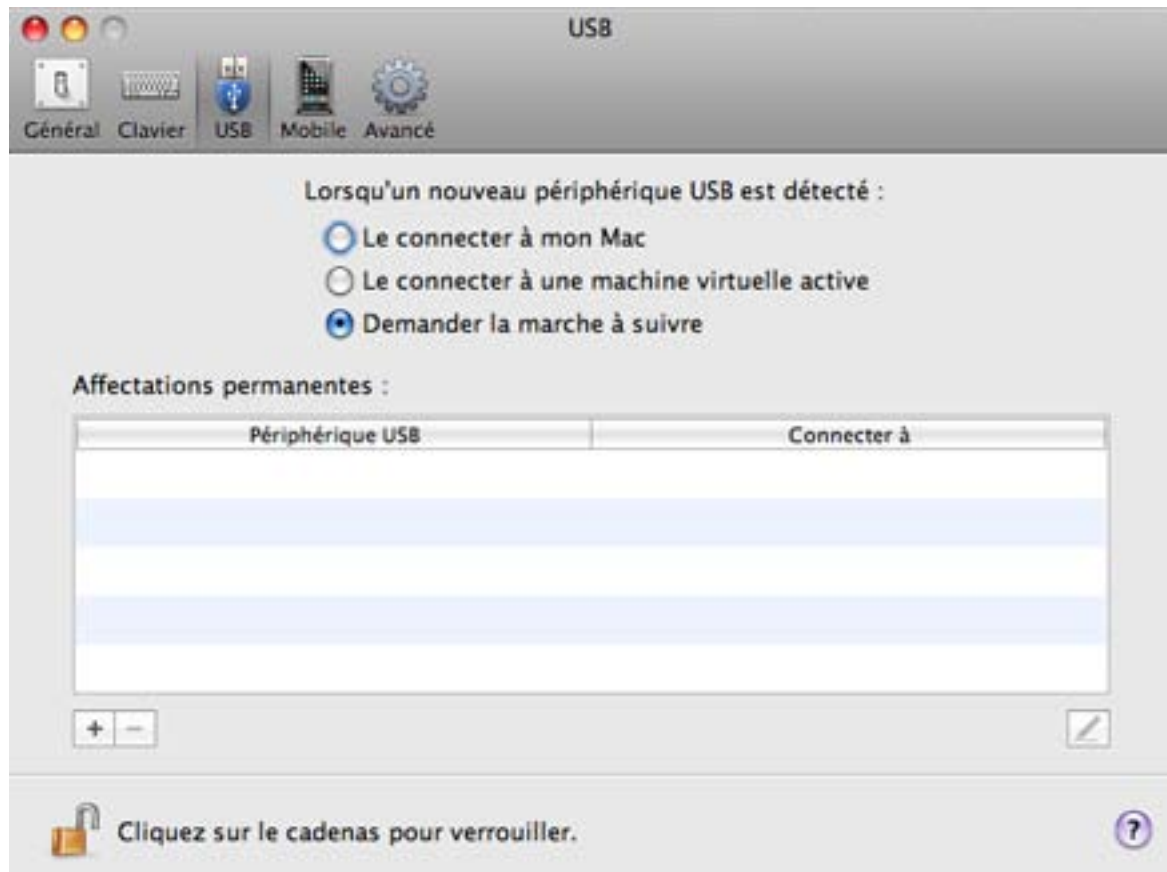 USB
Général Clavier USB Mobile Avancé
Lorsqu'un nouveau périphérique USB est détecté :
Le connecter à mon Mac
Le connecter à une machine virtuelle active
Demander la marche à suivre
Affectations permanentes :
Périphérique USB Connecter à
+ −
Cliquez sur le cadenas pour verrouiller. ?